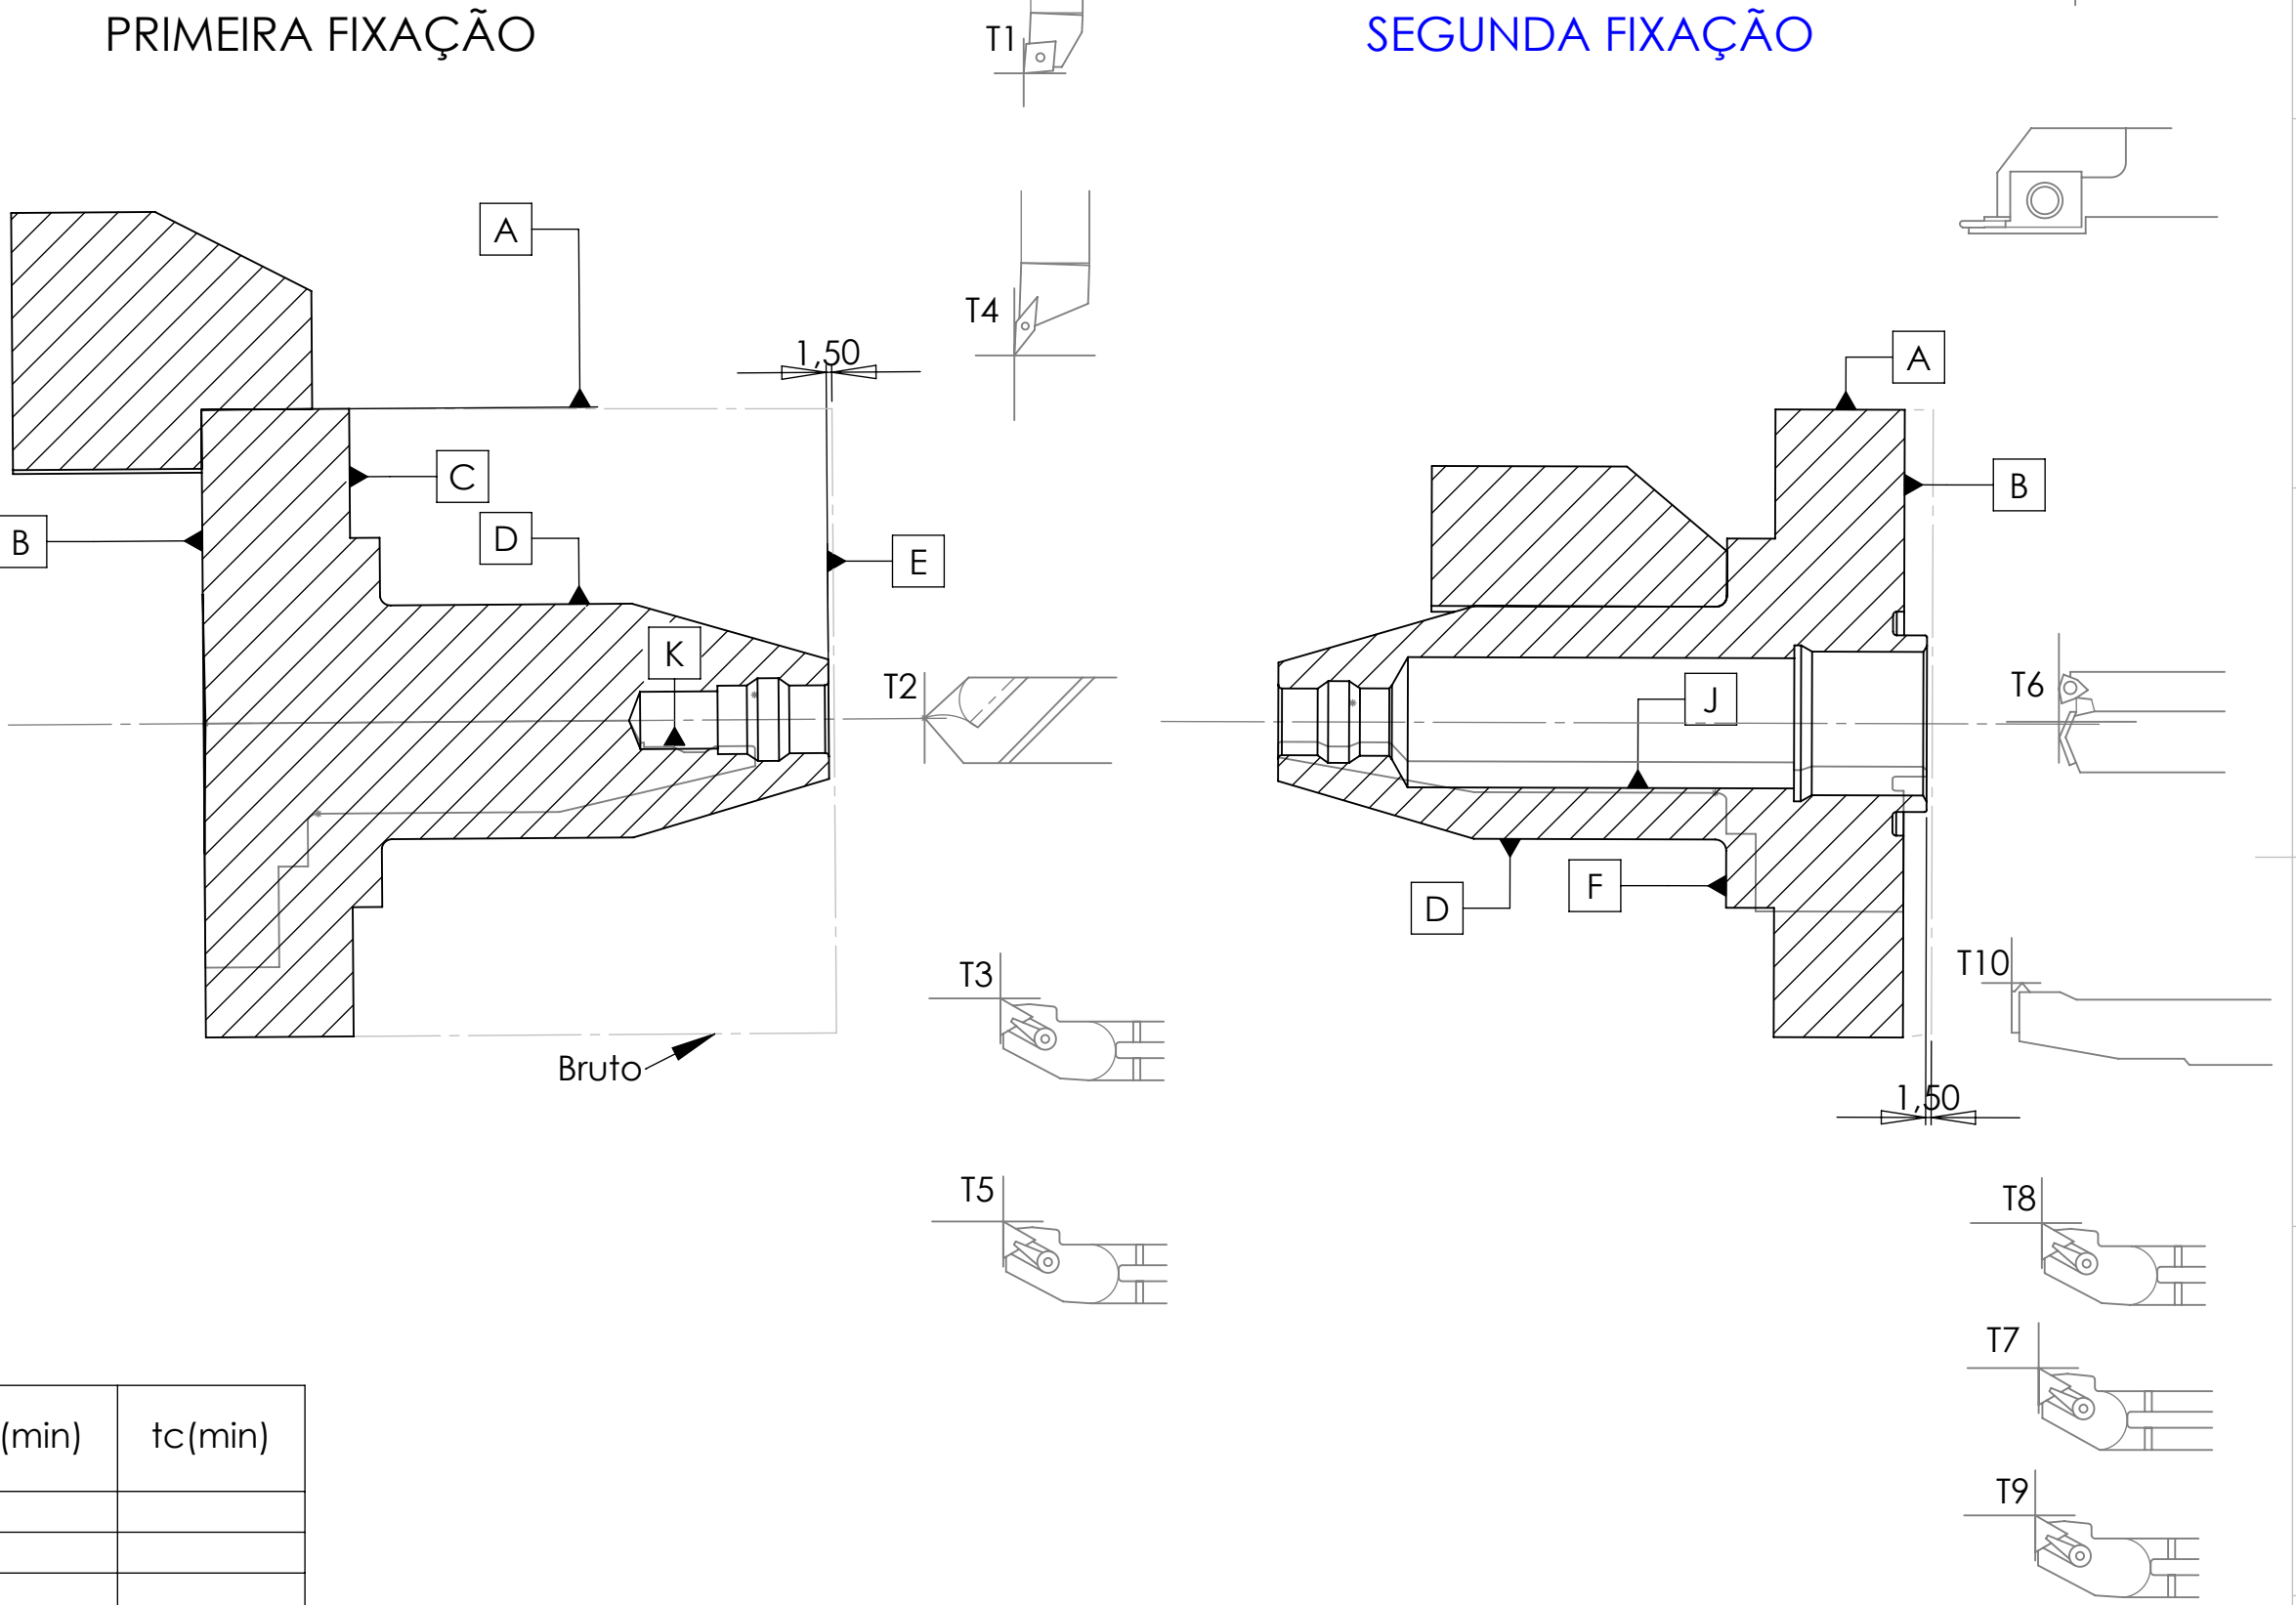 PRIMEIRA FIXAÇÃO
SEGUNDA FIXAÇÃO
T1
A
T4
1,50
A
C
B
B
D
E
K
T2
J
T6
D
F
T3
T10
Bruto
1,50
T5
T8
T7
(min)
tc(min)
T9